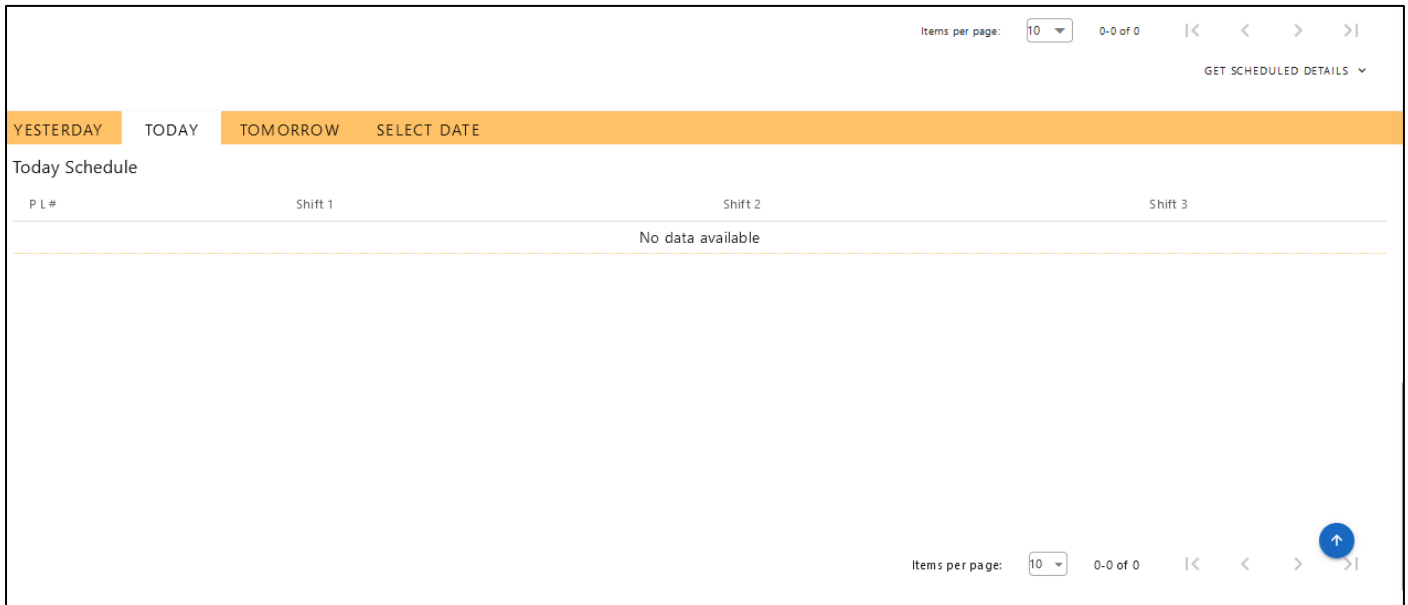 Items per page: 10 0-0 of 0
GET SCHEDULED DETAILS
YESTERDAY TODAY TOMORROW SELECT DATE
Today Schedule
PL# Shift 1 Shift 2 Shift 3
No data available
Items per page: 10 0-0 of 0